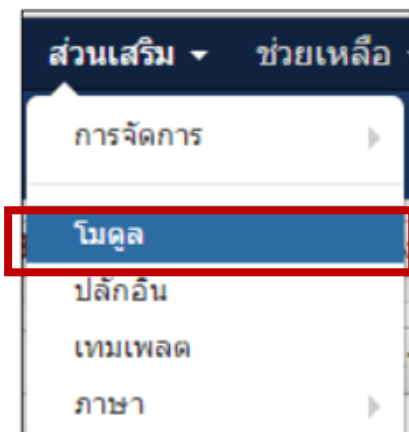 ส่วนเสริม ช่วยเหลือ
การจัดการ
โมดูล
ปลักอิน
เทมเพลต
ภาษา